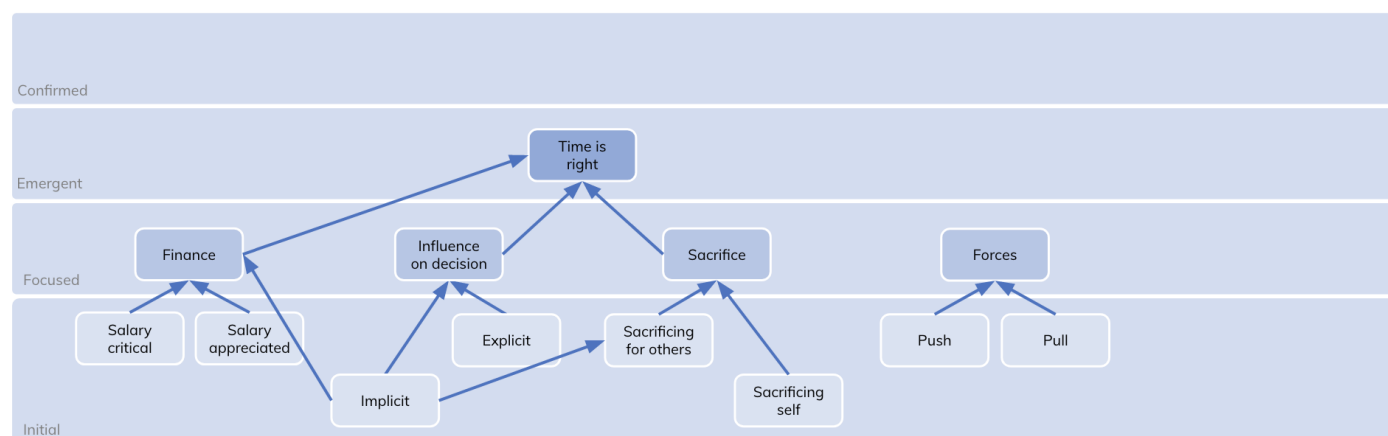 Confirmed
Time is
right
Emergent
Finance
Influence
on decision
Sacrifice
Forces
Focused
Salary
critical
Salary
appreciated
Explicit
Sacrificing
for others
Push
Pull
Implicit
Sacrificing
self
Initial